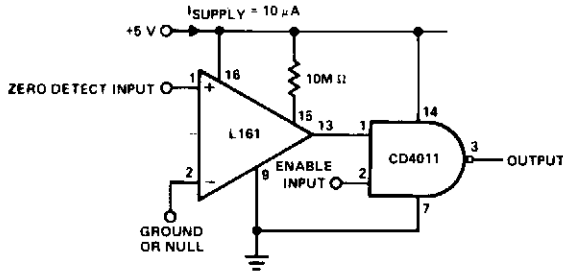 ISUPPLY = 10 μA
+5 V
16
10M Ω
14
ZERO DETECT INPUT
1
+
15
13
1
L161
CD4011
3
OUTPUT
ENABLE
INPUT
2
2
−
9
7
GROUND
OR NULL